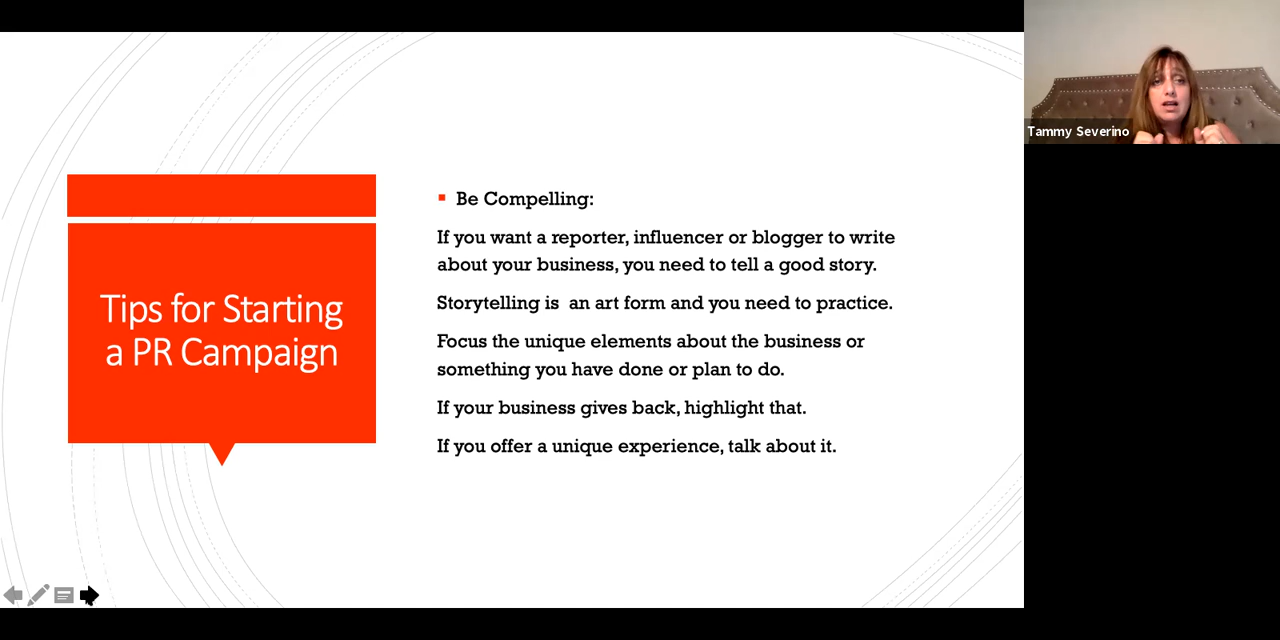 Tammy Severino
Tips for Starting
a PR Campaign
Be Compelling:
If you want a reporter, influencer or blogger to write
about your business, you need to tell a good story.
Storytelling is  an art form and you need to practice.
Focus the unique elements about the business or
something you have done or plan to do.
If your business gives back, highlight that.
If you offer a unique experience, talk about it.